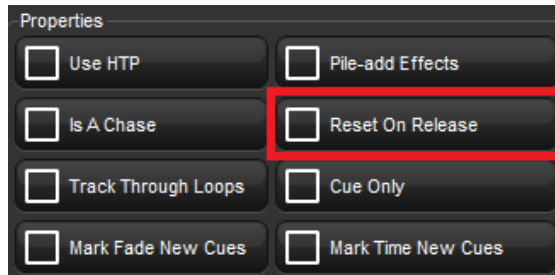 Properties
Use HTP
Pile-add Effects
Is A Chase
Reset On Release
Track Through Loops
Cue Only
Mark Fade New Cues
Mark Time New Cues